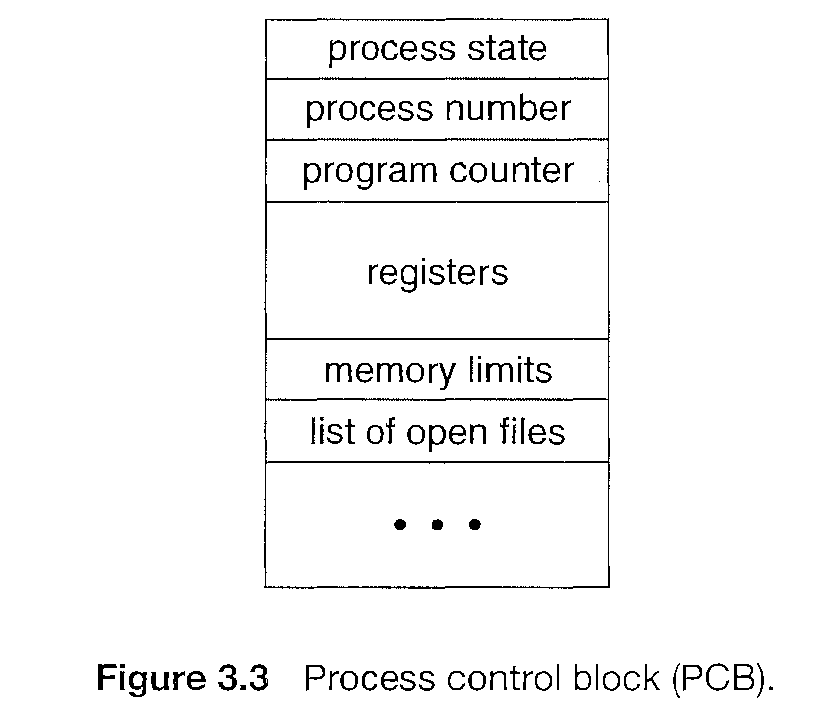 process state
process number
program counter
registers
memory limits
list of open files
• • •
Figure 3.3 Process control block (PCB).